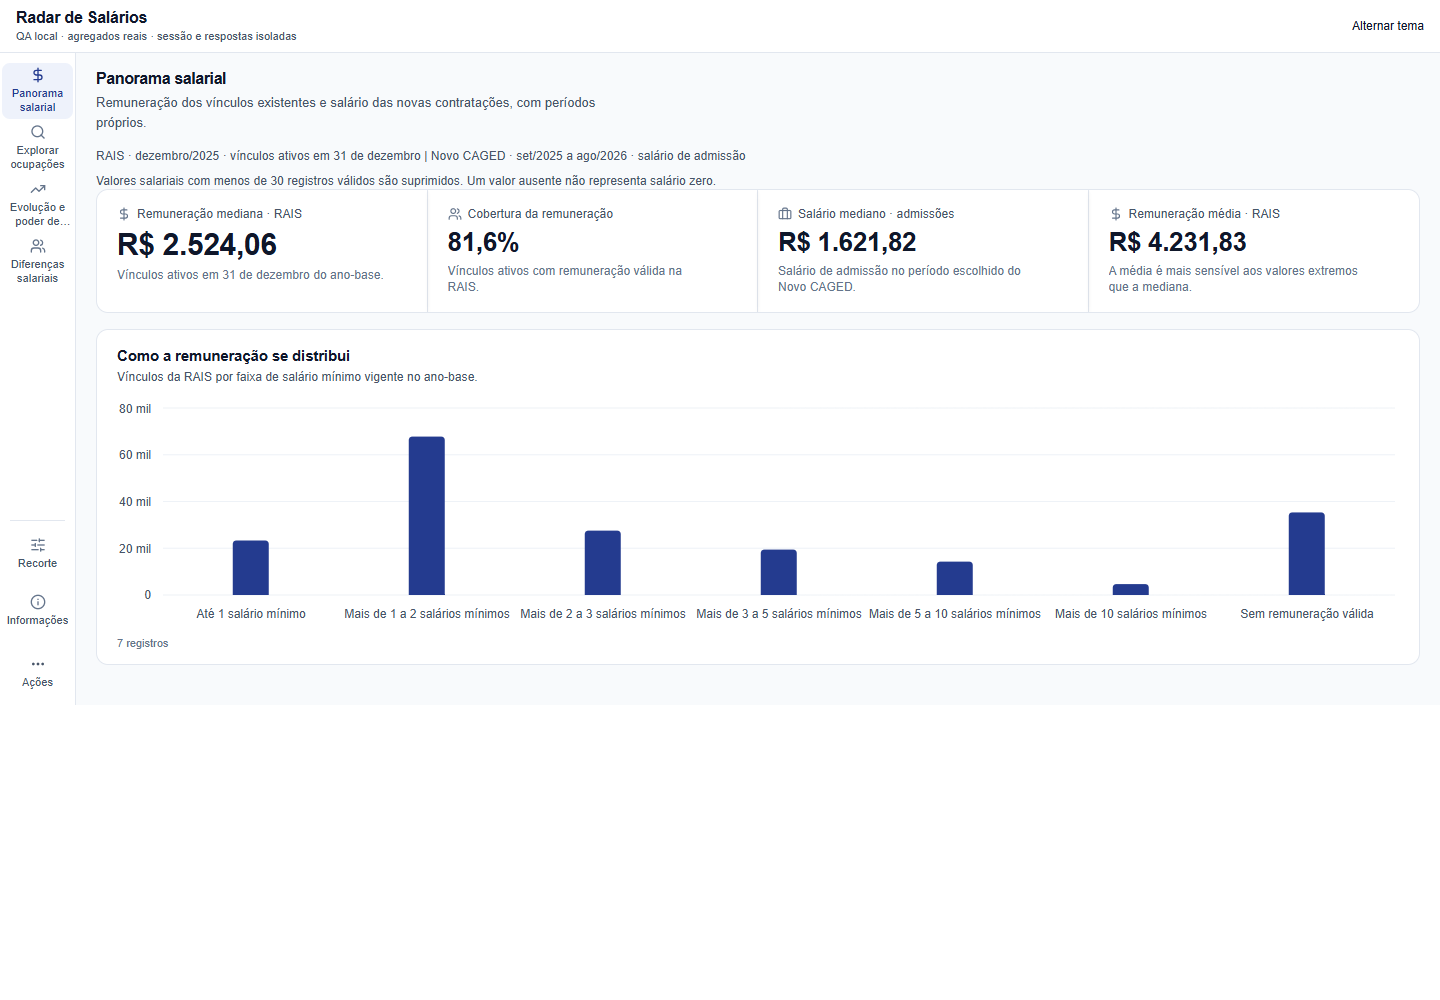 Radar de Salários
QA local · agregados reais · sessão e respostas isoladas
Alternar tema
Panorama
salarial
Explorar
ocupações
Evolução e
poder de...
Diferenças
salariais
Recorte
Informações
Ações
Panorama salarial
Remuneração dos vínculos existentes e salário das novas contratações, com períodos
próprios.
RAIS · dezembro/2025 · vínculos ativos em 31 de dezembro | Novo CAGED · set/2025 a ago/2026 · salário de admissão
Valores salariais com menos de 30 registros válidos são suprimidos. Um valor ausente não representa salário zero.
Remuneração mediana · RAIS
R$ 2.524,06
Vínculos ativos em 31 de dezembro do ano-base.
Cobertura da remuneração
81,6%
Vínculos ativos com remuneração válida na
RAIS.
Salário mediano · admissões
R$ 1.621,82
Salário de admissão no período escolhido do
Novo CAGED.
Remuneração média · RAIS
R$ 4.231,83
A média é mais sensível aos valores extremos
que a mediana.
Como a remuneração se distribui
Vínculos da RAIS por faixa de salário mínimo vigente no ano-base.
80 mil
60 mil
40 mil
20 mil
0
Até 1 salário mínimo
Mais de 1 a 2 salários mínimos
Mais de 2 a 3 salários mínimos
Mais de 3 a 5 salários mínimos
Mais de 5 a 10 salários mínimos
Mais de 10 salários mínimos
Sem remuneração válida
7 registros